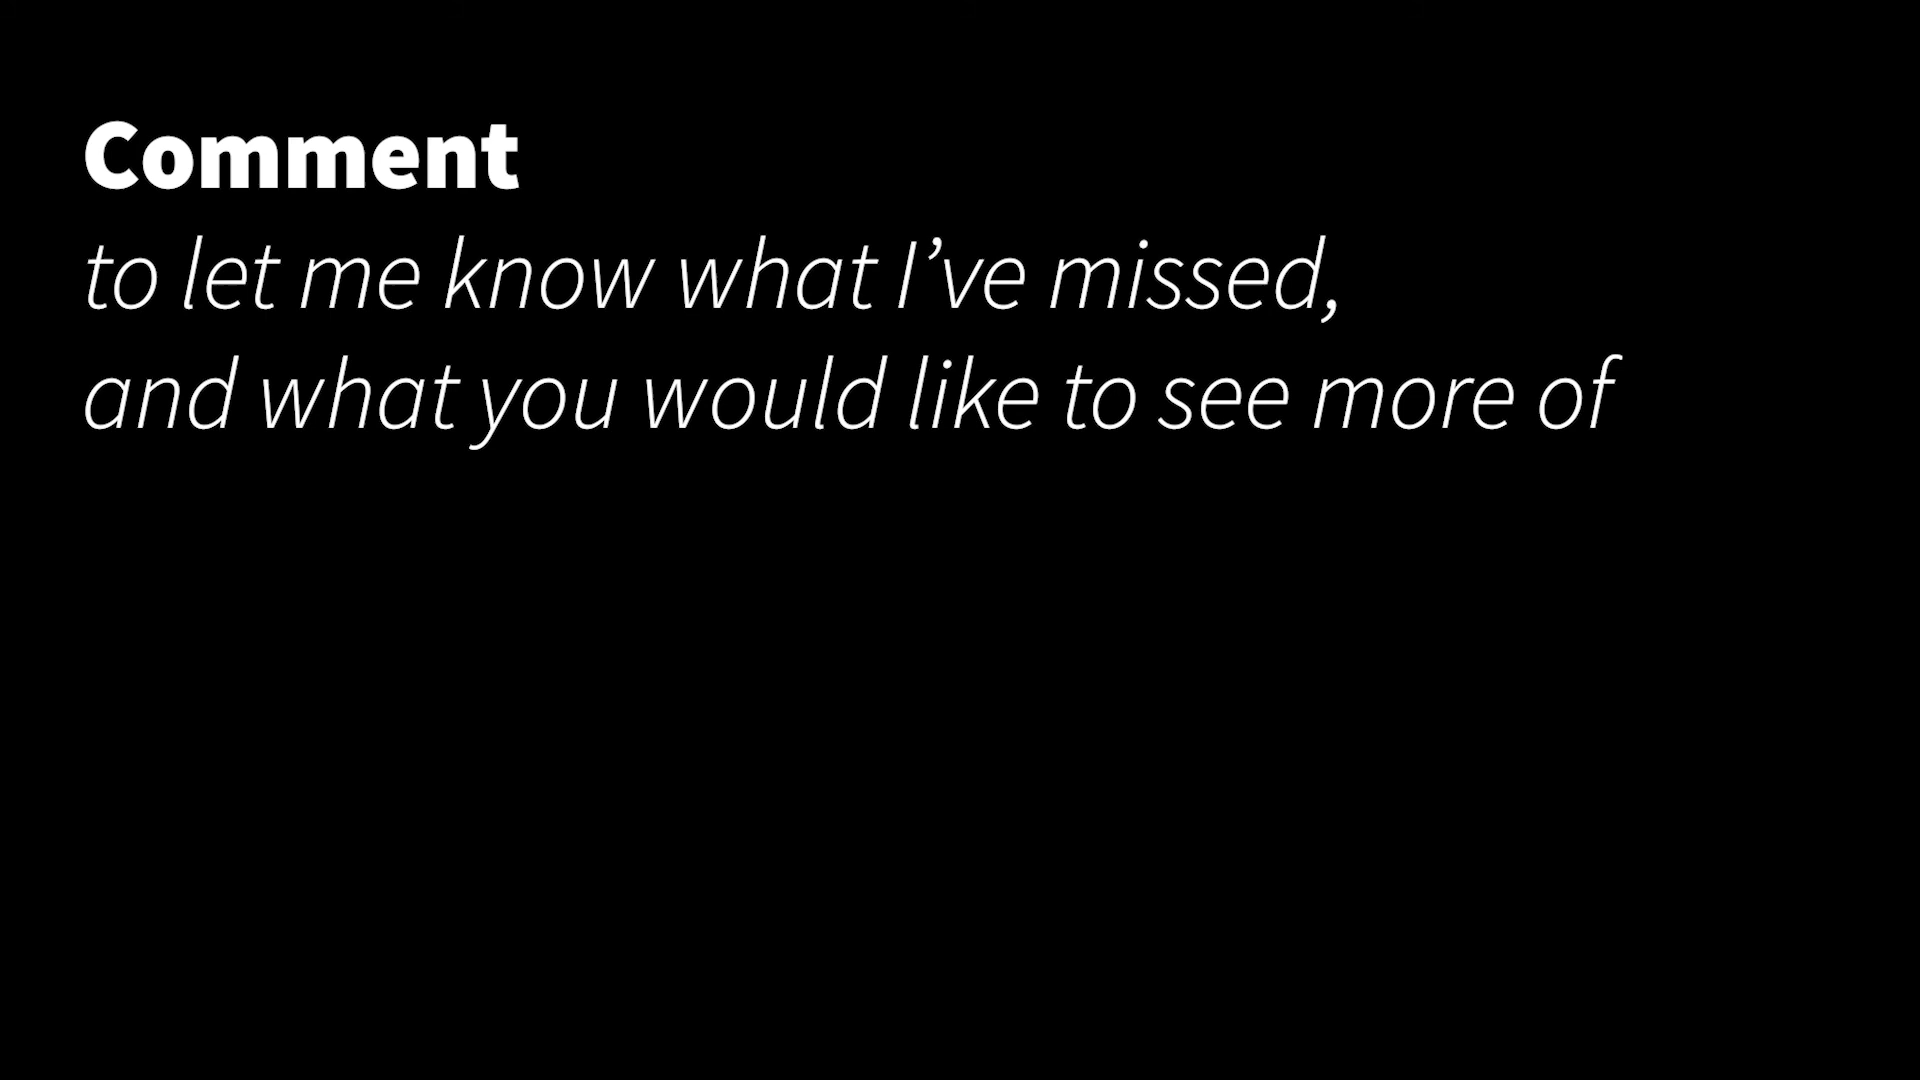 Comment
to let me know what I’ve missed,
and what you would like to see more of